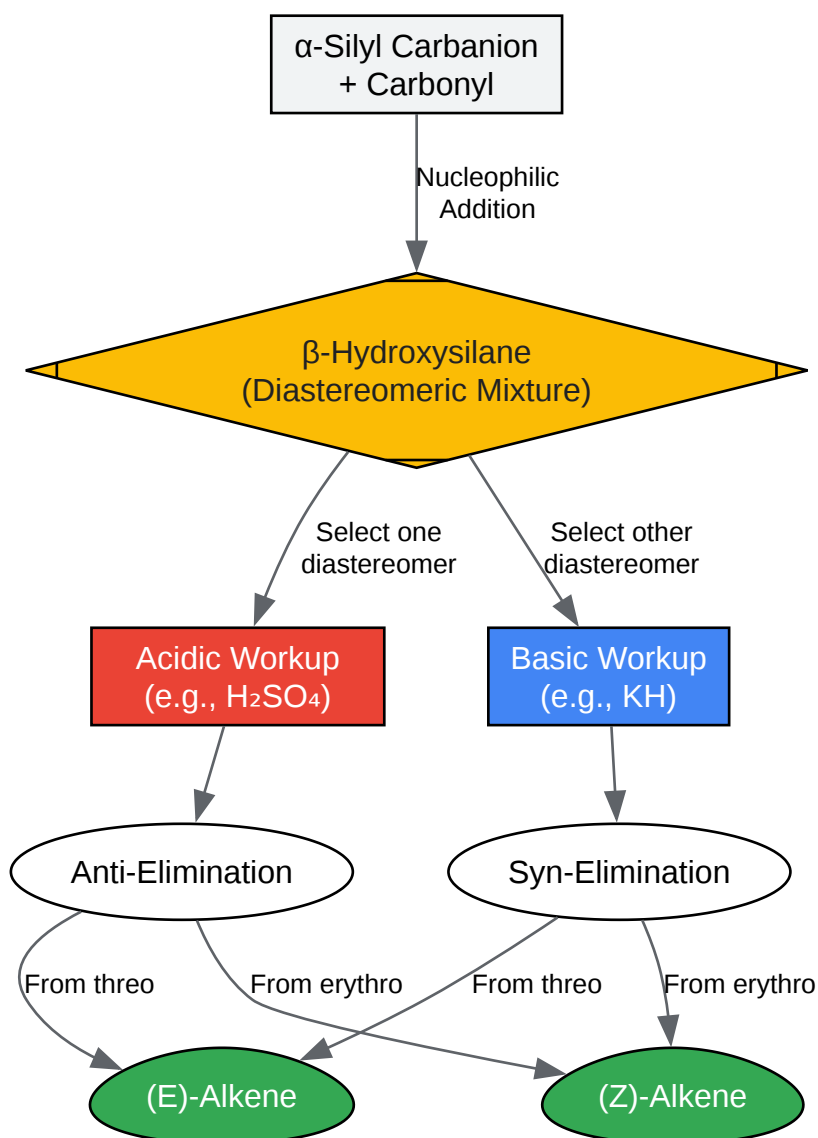 α-Silyl Carbanion
+ Carbonyl
Nucleophilic
Addition
β-Hydroxysilane
(Diastereomeric Mixture)
Select one
diastereomer
Select other
diastereomer
Acidic Workup
(e.g., H₂SO₄)
Basic Workup
(e.g., KH)
Anti-Elimination
Syn-Elimination
From threo
From erythro
From threo
From erythro
(E)-Alkene
(Z)-Alkene